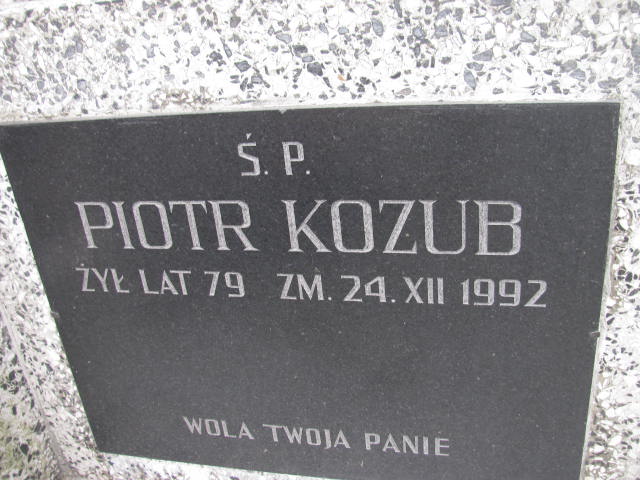 Ś. P.
PIOTR KOZUB
ŻYŁ LAT 79 ZM. 24. XII 1992
WOLA TWOJA PANIE